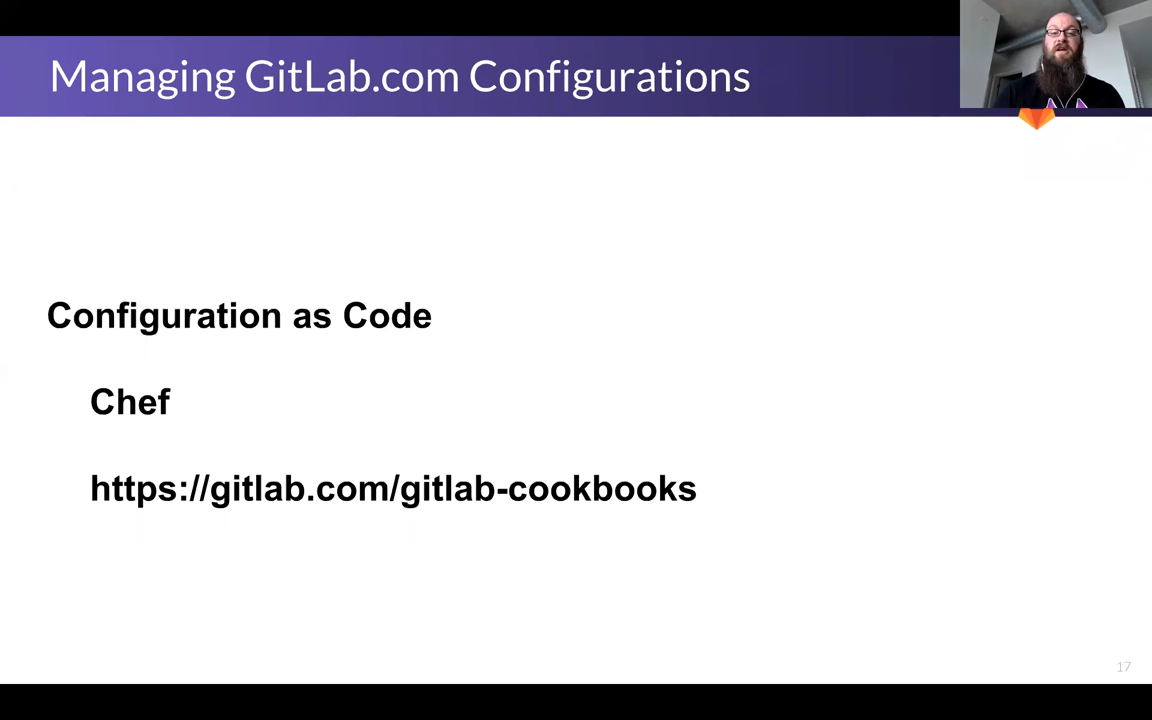 Managing GitLab.com Configurations
Configuration as Code
Chef
https://gitlab.com/gitlab-cookbooks
17